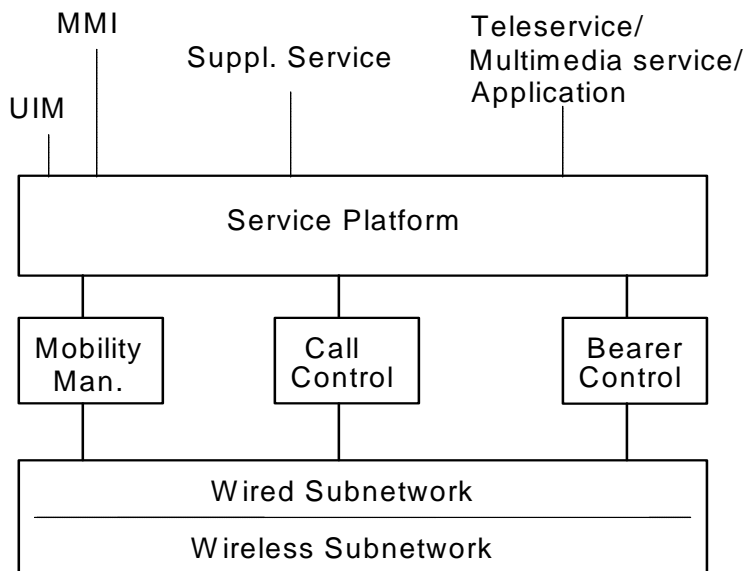 MMI
UIM
Suppl. Service
Teleservice/
Multimedia service/
Application
Service Platform
Mobility
Man.
Call
Control
Bearer
Control
Wired Subnetwork
Wireless Subnetwork